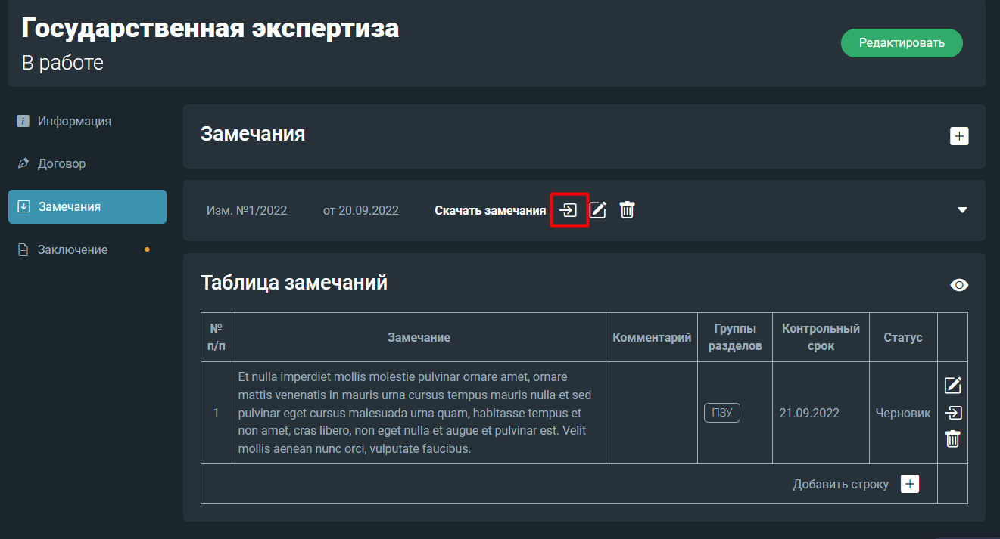 Государственная экспертиза
В работе
Редактировать
Информация
Договор
Замечания
Заключение
Замечания
Изм. №1/2022 от 20.09.2022 Скачать замечания
Таблица замечаний
№ п/п
Замечание
Комментарий
Группы разделов
Контрольный срок
Статус
1
Et nulla imperdiet mollis molestie pulvinar ornare amet, ornare
mattis venenatis in mauris urna cursus tempus mauris nulla et sed
pulvinar eget cursus malesuada urna quam, habitasse tempus et
non amet, cras libero, non eget nulla et augue et pulvinar est. Velit
mollis aenean nunc orci, vulputate faucibus.
ПЗУ
21.09.2022
Черновик
Добавить строку